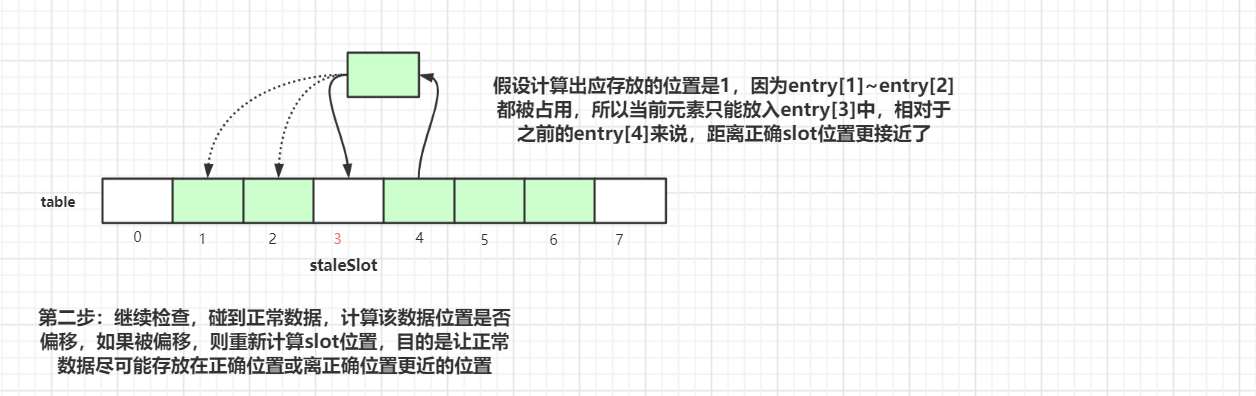 假设计算出应存放的位置是1，因为entry[1]~entry[2]
都被占用，所以当前元素只能放入entry[3]中，相对于
之前的entry[4]来说，距离正确slot位置更接近了
table
0 1 2 3 4 5 6 7
staleSlot
第二步：继续检查，碰到正常数据，计算该数据位置是否
偏移，如果被偏移，则重新计算slot位置，目的是让正常
数据尽可能存放在正确位置或离正确位置更近的位置